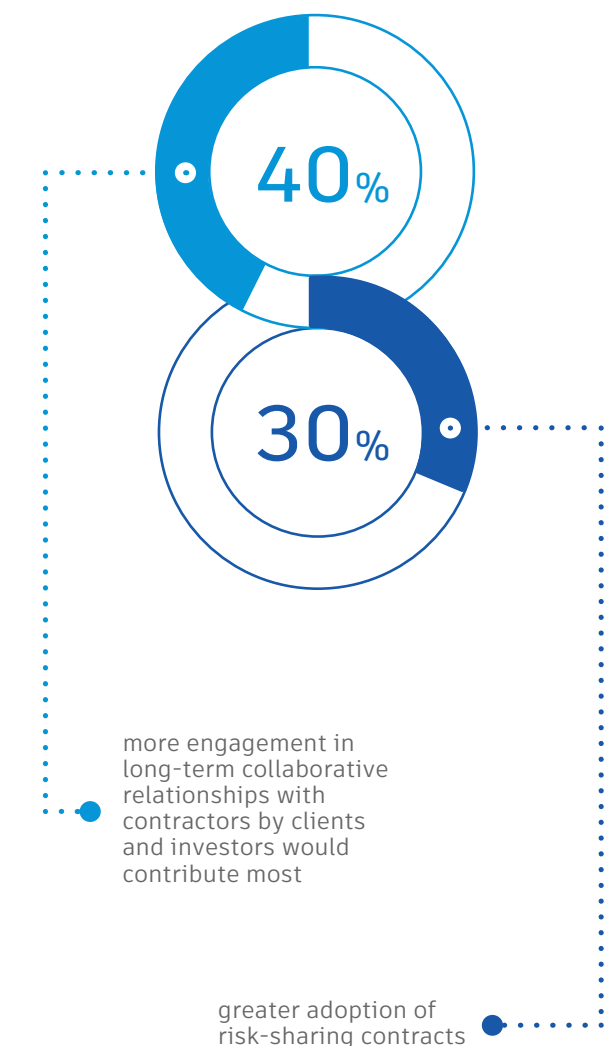 40%
30%
more engagement in
long-term collaborative
relationships with
contractors by clients
and investors would
contribute most
greater adoption of
risk-sharing contracts